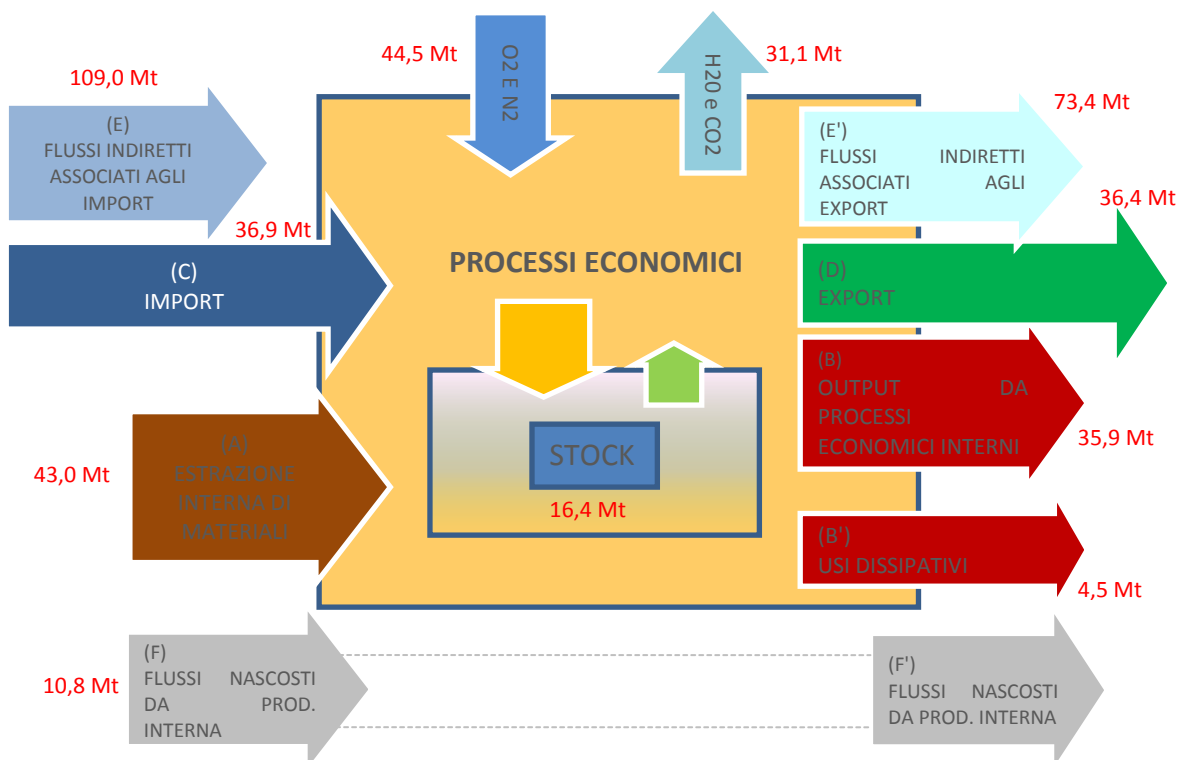 44,5 Mt
O2 E N2
H20 e CO2
31,1 Mt
109,0 Mt
(E)
FLUSSI INDIRETTI
ASSOCIATI AGLI
IMPORT
73,4 Mt
(E')
FLUSSI INDIRETTI
ASSOCIATI AGLI
EXPORT
36,9 Mt
36,4 Mt
(C)
IMPORT
PROCESSI ECONOMICI
(D)
EXPORT
(B)
OUTPUT DA
PROCESSI
ECONOMICI INTERNI
35,9 Mt
(A)
ESTRAZIONE
INTERNA DI
MATERIALI
43,0 Mt
STOCK
16,4 Mt
(B')
USI DISSIPATIVI
4,5 Mt
(F)
FLUSSI NASCOSTI
DA PROD.
INTERNA
10,8 Mt
(F')
FLUSSI NASCOSTI
DA PROD. INTERNA